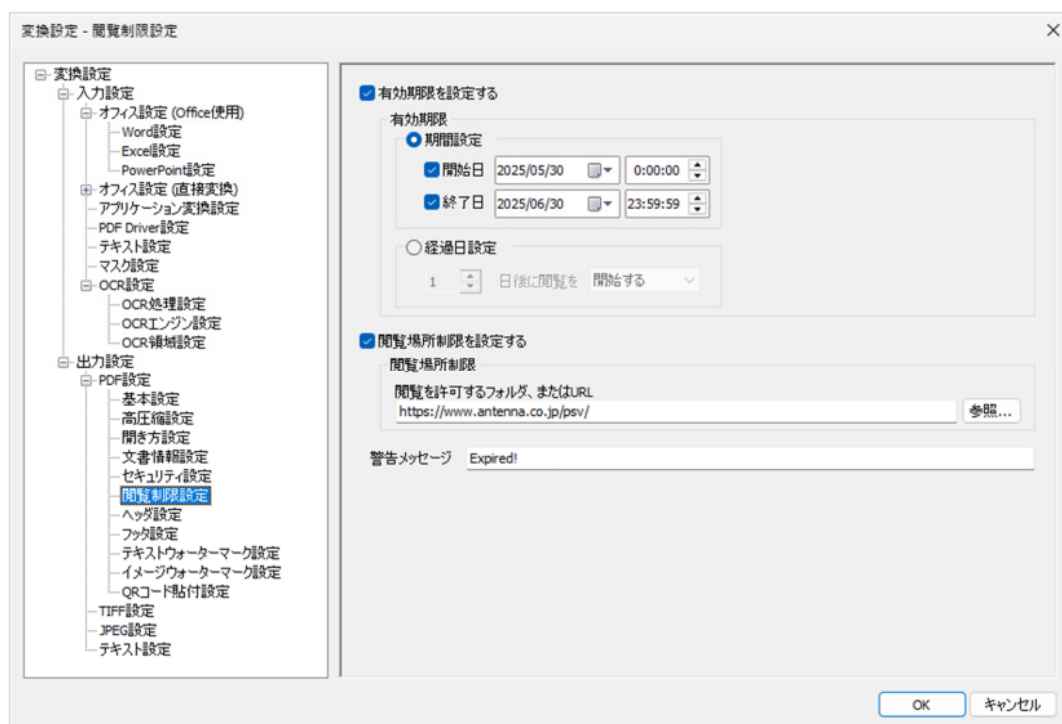 変換設定 - 閲覧制限設定
変換設定
入力設定
オフィス設定 (Office使用)
Word設定
Excel設定
PowerPoint設定
オフィス設定 (直接変換)
アプリケーション変換設定
PDF Driver設定
テキスト設定
マスク設定
OCR設定
OCR処理設定
OCRエンジン設定
OCR領域設定
出力設定
PDF設定
基本設定
高圧縮設定
開き方設定
文書情報設定
セキュリティ設定
閲覧制限設定
ヘッダ設定
フッタ設定
テキストウォーターマーク設定
イメージウォーターマーク設定
QRコード貼付設定
TIFF設定
JPEG設定
テキスト設定
有効期限を設定する
有効期限
期間設定
開始日 2025/05/30 0:00:00
終了日 2025/06/30 23:59:59
経過日設定
1 日後に閲覧を 開始する
閲覧場所制限を設定する
閲覧場所制限
閲覧を許可するフォルダ、またはURL
https://www.antenna.co.jp/psv/ 参照...
警告メッセージ Expired!
OK キャンセル